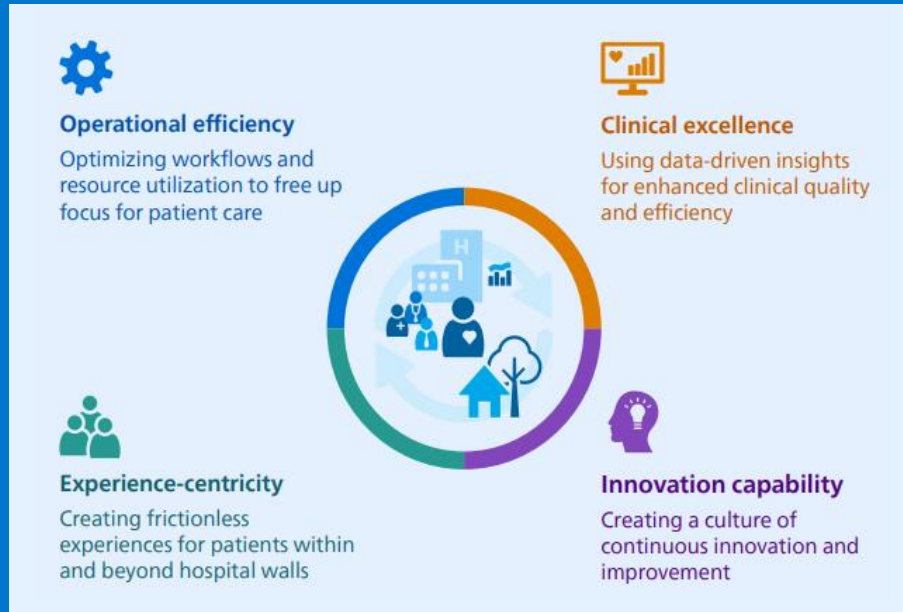 Operational efficiency
Optimizing workflows and
resource utilization to free up
focus for patient care
Clinical excellence
Using data-driven insights
for enhanced clinical quality
and efficiency
H
Experience-centricity
Creating frictionless
experiences for patients within
and beyond hospital walls
Innovation capability
Creating a culture of
continuous innovation and
improvement